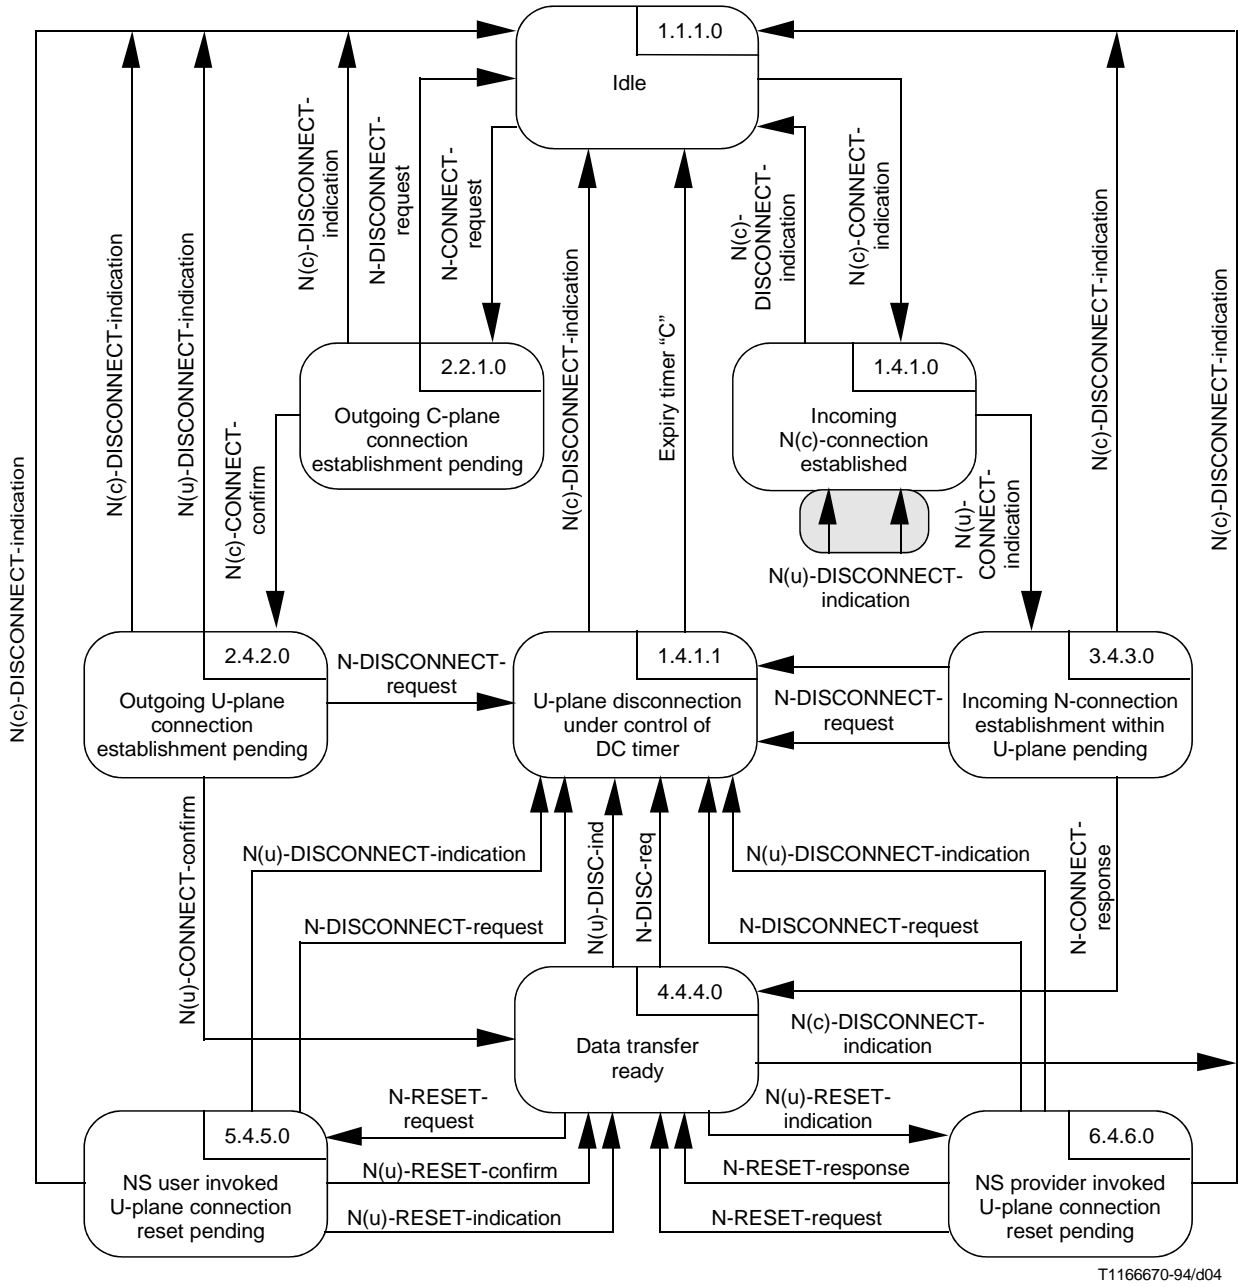 1.1.1.0
Idle
N(c)-DISCONNECT-
indication
N-DISCONNECT-
request
N-CONNECT-
request
N(c)-
DISCONNECT-
indication
N(c)-CONNECT-
indication
N(c)-DISCONNECT-indication
N(u)-DISCONNECT-indication
N(c)-DISCONNECT-indication
Expiry timer “C”
N(c)-DISCONNECT-indication
N(c)-DISCONNECT-indication
N(c)-DISCONNECT-indication
2.2.1.0
Outgoing C-plane
connection
establishment pending
1.4.1.0
Incoming
N(c)-connection
established
N(c)-CONNECT-
confirm
N(u)-
CONNECT-
indication
N(u)-DISCONNECT-
indication
2.4.2.0
Outgoing U-plane
connection
establishment pending
N-DISCONNECT-
request
1.4.1.1
U-plane disconnection
under control of
DC timer
N-DISCONNECT-
request
3.4.3.0
Incoming N-connection
establishment within
U-plane pending
N(u)-CONNECT-confirm
N(u)-DISCONNECT-indication
N(u)-DISC-ind
N-DISC-req
N(u)-DISCONNECT-indication
N-CONNECT-
response
N-DISCONNECT-request
N-DISCONNECT-request
4.4.4.0
Data transfer
ready
N(c)-DISCONNECT-
indication
N-RESET-
request
N(u)-RESET-
indication
5.4.5.0
NS user invoked
U-plane connection
reset pending
N(u)-RESET-confirm
N(u)-RESET-indication
N-RESET-response
N-RESET-request
6.4.6.0
NS provider invoked
U-plane connection
reset pending
T1166670-94/d04